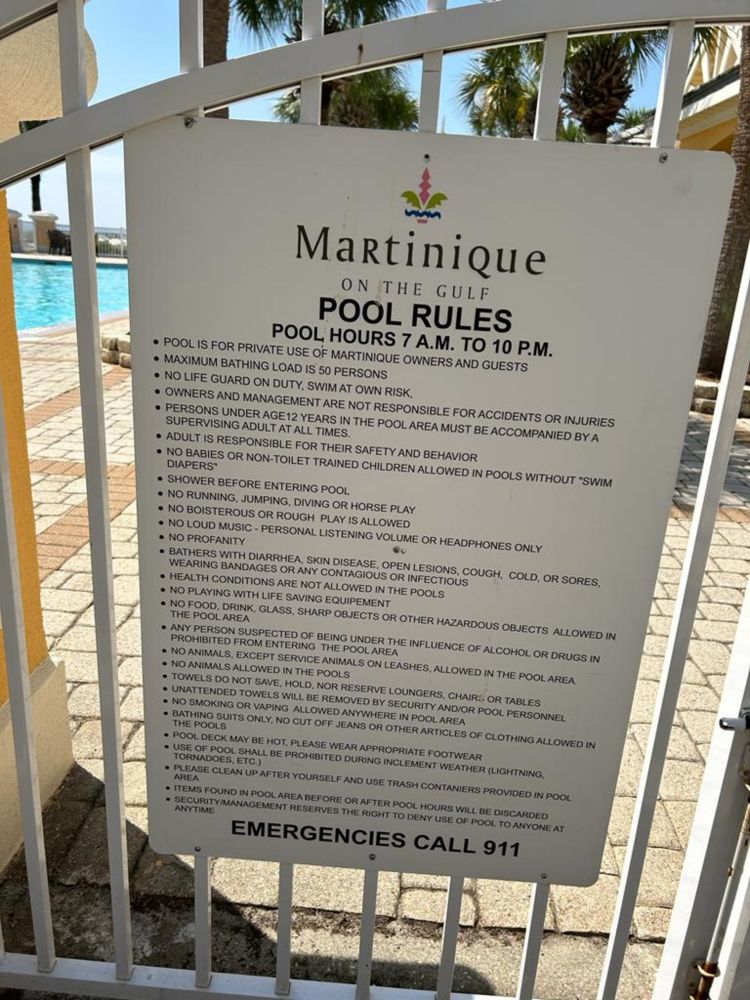 Martinique
ON THE GULF
POOL RULES
POOL HOURS 7 A.M. TO 10 P.M.
• POOL IS FOR PRIVATE USE OF MARTINIQUE OWNERS AND GUESTS
• MAXIMUM BATHING LOAD IS 50 PERSONS
• NO LIFE GUARD ON DUTY, SWIM AT OWN RISK,
• OWNERS AND MANAGEMENT ARE NOT RESPONSIBLE FOR ACCIDENTS OR INJURIES
• PERSONS UNDER AGE12 YEARS IN THE POOL AREA MUST BE ACCOMPANIED BY A
SUPERVISING ADULT AT ALL TIMES.
• ADULT IS RESPONSIBLE FOR THEIR SAFETY AND BEHAVIOR
• NO BABIES OR NON-TOILET TRAINED CHILDREN ALLOWED IN POOLS WITHOUT "SWIM
DIAPERS"
• SHOWER BEFORE ENTERING POOL
• NO RUNNING, JUMPING, DIVING OR HORSE PLAY
• NO BOISTEROUS OR ROUGH PLAY IS ALLOWED
• NO LOUD MUSIC - PERSONAL LISTENING VOLUME OR HEADPHONES ONLY
• NO PROFANITY
• BATHERS WITH DIARRHEA, SKIN DISEASE, OPEN LESIONS, COUGH, COLD, OR SORES,
WEARING BANDAGES OR ANY CONTAGIOUS OR INFECTIOUS
• HEALTH CONDITIONS ARE NOT ALLOWED IN THE POOLS
• NO PLAYING WITH LIFE SAVING EQUIPEMENT
• NO FOOD, DRINK, GLASS, SHARP OBJECTS OR OTHER HAZARDOUS OBJECTS ALLOWED IN
THE POOL AREA
• ANY PERSON SUSPECTED OF BEING UNDER THE INFLUENCE OF ALCOHOL OR DRUGS IN
PROHIBITED FROM ENTERING THE POOL AREA
• NO ANIMALS, EXCEPT SERVICE ANIMALS ON LEASHES, ALLOWED IN THE POOL AREA.
• NO ANIMALS ALLOWED IN THE POOLS
• TOWELS DO NOT SAVE, HOLD, NOR RESERVE LOUNGERS, CHAIRS OR TABLES
• UNATTENDED TOWELS WILL BE REMOVED BY SECURITY AND/OR POOL PERSONNEL
• NO SMOKING OR VAPING ALLOWED ANYWHERE IN POOL AREA
• BATHING SUITS ONLY, NO CUT OFF JEANS OR OTHER ARTICLES OF CLOTHING ALLOWED IN
THE POOLS
• POOL DECK MAY BE HOT, PLEASE WEAR APPROPRIATE FOOTWEAR
• USE OF POOL SHALL BE PROHIBITED DURING INCLEMENT WEATHER (LIGHTNING,
TORNADOES, ETC.)
• PLEASE CLEAN UP AFTER YOURSELF AND USE TRASH CONTANIERS PROVIDED IN POOL
AREA
• ITEMS FOUND IN POOL AREA BEFORE OR AFTER POOL HOURS WILL BE DISCARDED
• SECURITY/MANAGEMENT RESERVES THE RIGHT TO DENY USE OF POOL TO ANYONE AT
ANYTIME
EMERGENCIES CALL 911